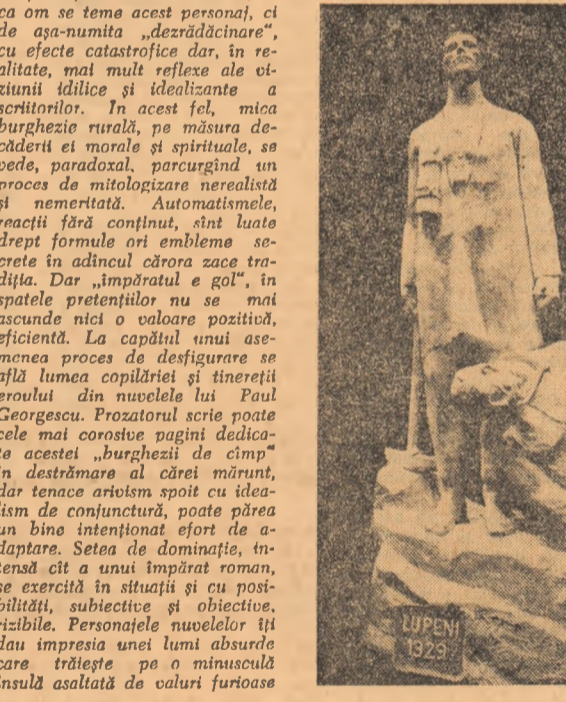 ca om se teme acest personaj, ci
de așa-numita „dezrădăcinare“,
cu efecte catastrofice dar, în re-
alitate, mai mult reflexe ale vi-
ziunii idilice și idealizante a
scriitorilor. In acest fel, mica
burghezie rurală, pe măsura de-
căderii ei morale și spirituale, se
vede, paradoxal, parcurgînd un
proces de mitologizare nerealistă
și nemeritată. Automatismele,
reacții fără conținut, sînt luate
drept formule ori embleme se-
crete în adîncul cărora zace tra-
diția. Dar „împăratul e gol“, în
spatele pretențiilor nu se mai
ascunde nici o valoare pozitivă,
eficientă. La capătul unui ase-
menea proces de desfigurare se
află lumea copilăriei și tinereții
eroului din nuvelele lui Paul
Georgescu. Prozatorul scrie poate
cele mai corosive pagini dedica-
te acestei „burghezii de cîmp“
în destrămare al cărei mărunt,
dar tenace arivism spoit cu idea-
lism de conjunctură, poate părea
un bine intenționat efort de a-
daptare. Setea de dominație, in-
tensă cît a unui împărat roman,
se exercită în situații și cu posi-
bilități, subiective și obiective,
rizibile. Personajele nuvelelor îți
dau impresia unei lumi absurde
care trăiește pe o minusculă
insulă asaltată de valuri furioase
LUPENI
1929